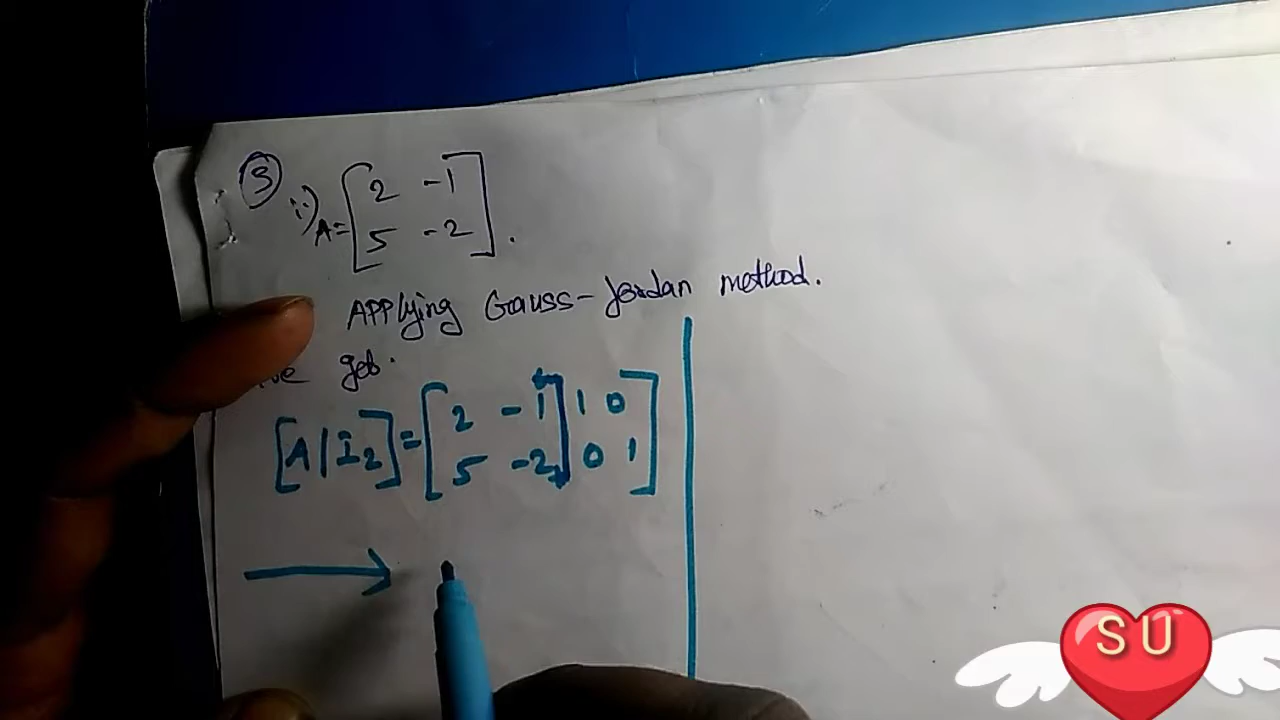 ③ i) A = [2 -1
5 -2].
Applying Gauss-Jordan method.
we get.
[A|I₂] = [2 -1 | 1 0
5 -2 | 0 1]
→
SU